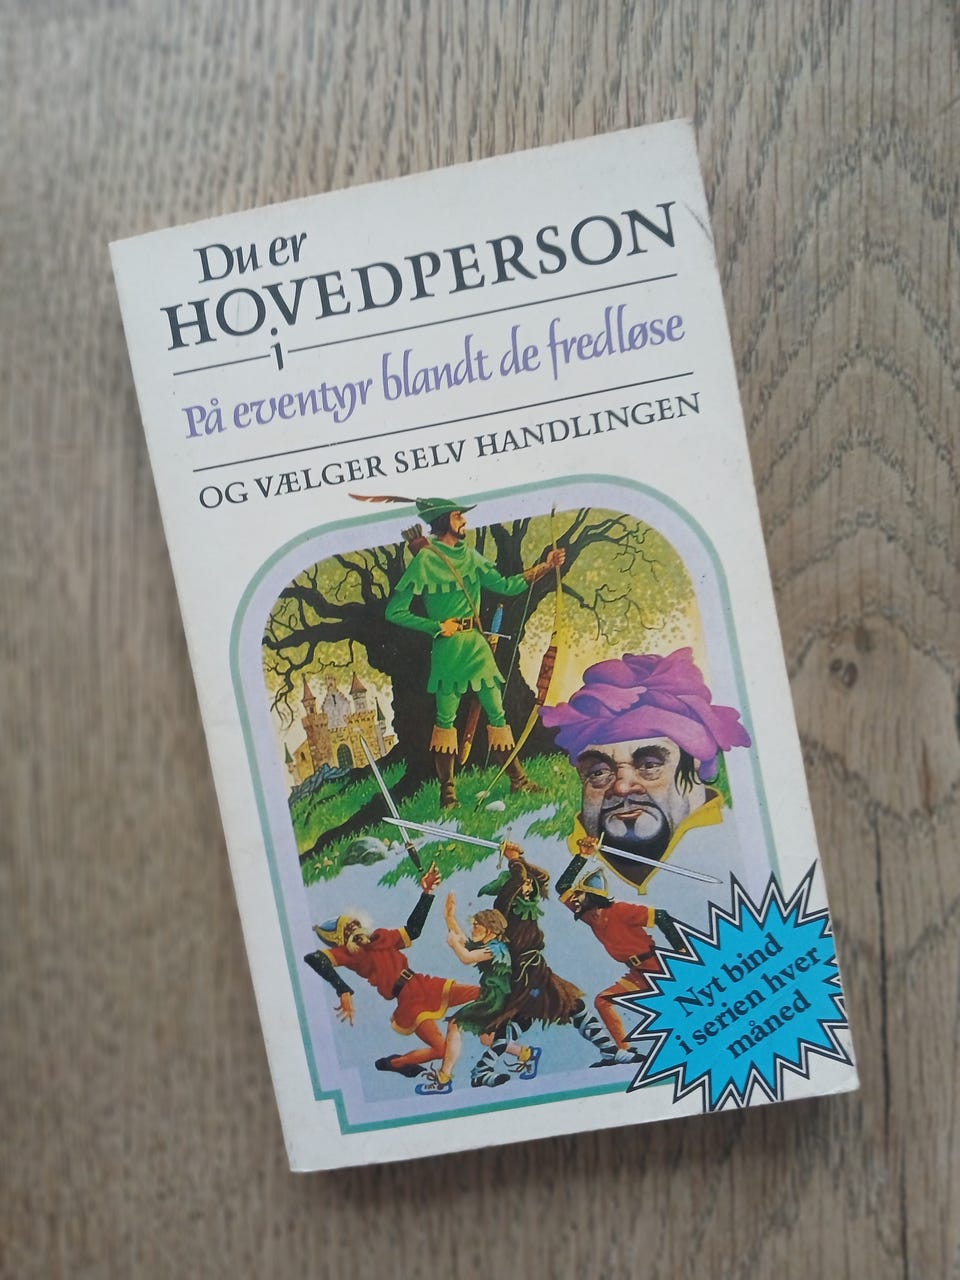 Du er
HOVEDPERSON
i
På eventyr blandt de fredløse
OG VÆLGER SELV HANDLINGEN
Nyt bind
i serien hver
måned